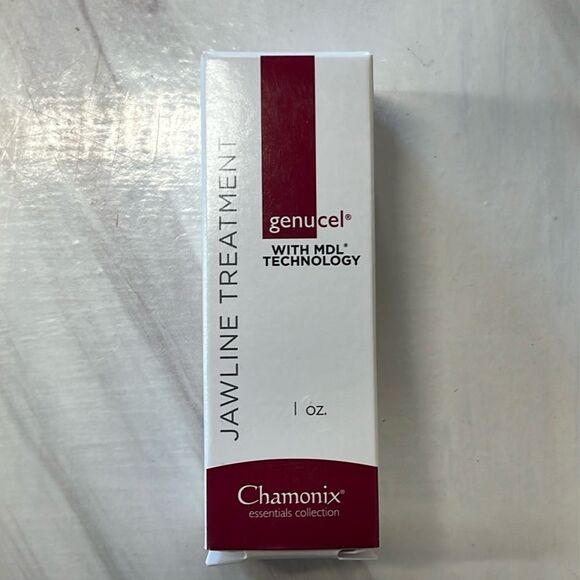 JAWLINE TREATMENT
genucel®
WITH MDL®
TECHNOLOGY
1 oz.
Chamonix®
essentials collection